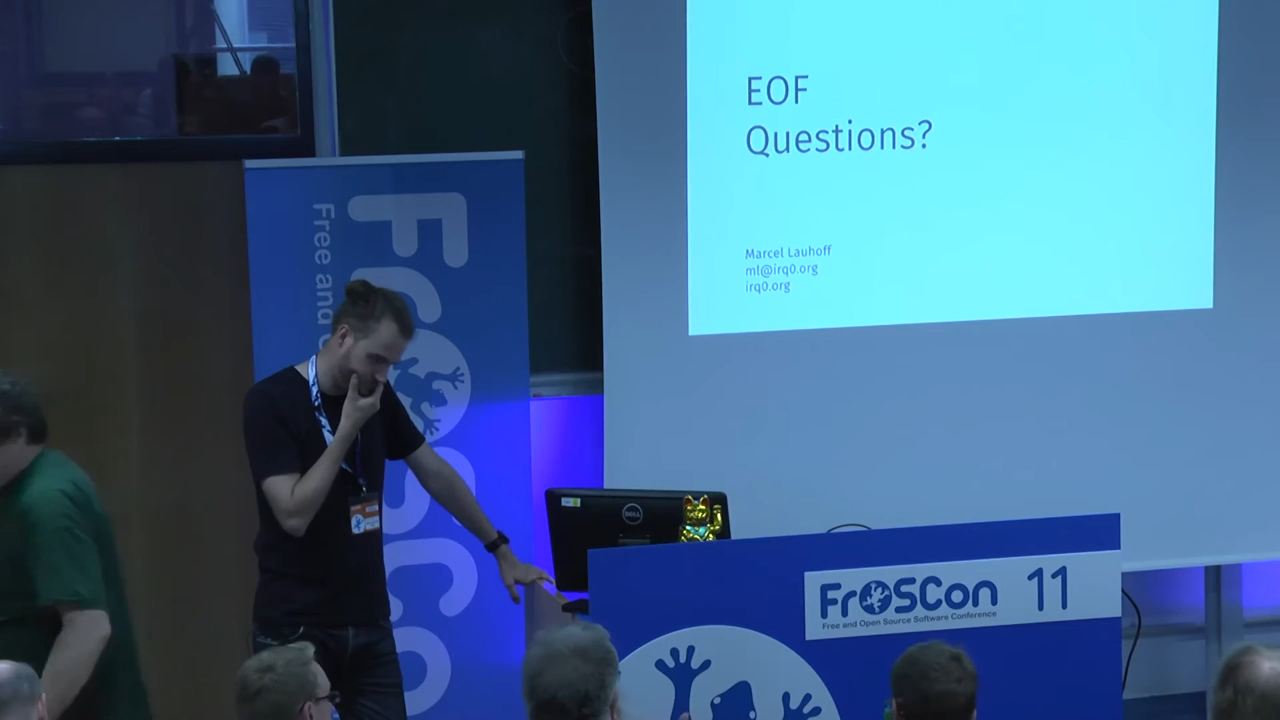 EOF
Questions?
Marcel Lauhoff
ml@irq0.org
irq0.org
FrOSCon
Free and
DELL
FrOSCon 11
Free and Open Source Software Conference